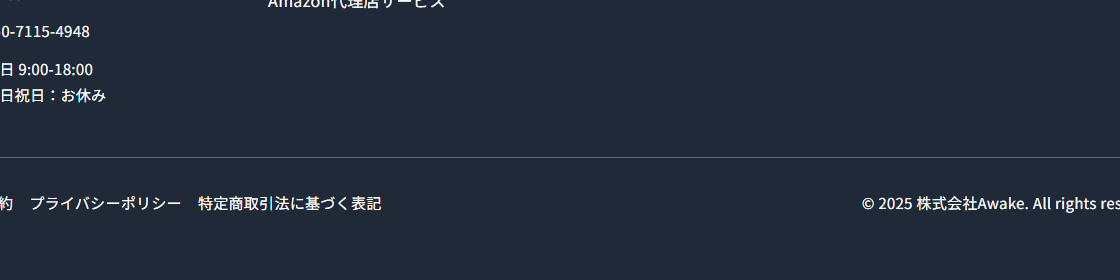 Amazon代理店サービス
0-7115-4948
日 9:00-18:00
日祝日：お休み
約 プライバシーポリシー 特定商取引法に基づく表記
© 2025 株式会社Awake. All rights res